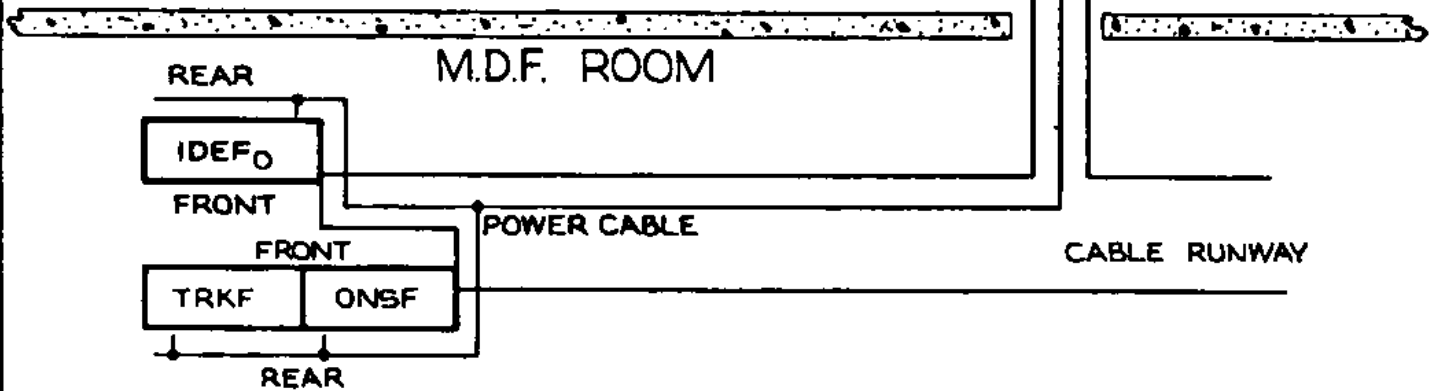 M.D.F. ROOM
REAR
IDEF0
FRONT
POWER CABLE
FRONT
CABLE RUNWAY
TRKF ONSF
REAR